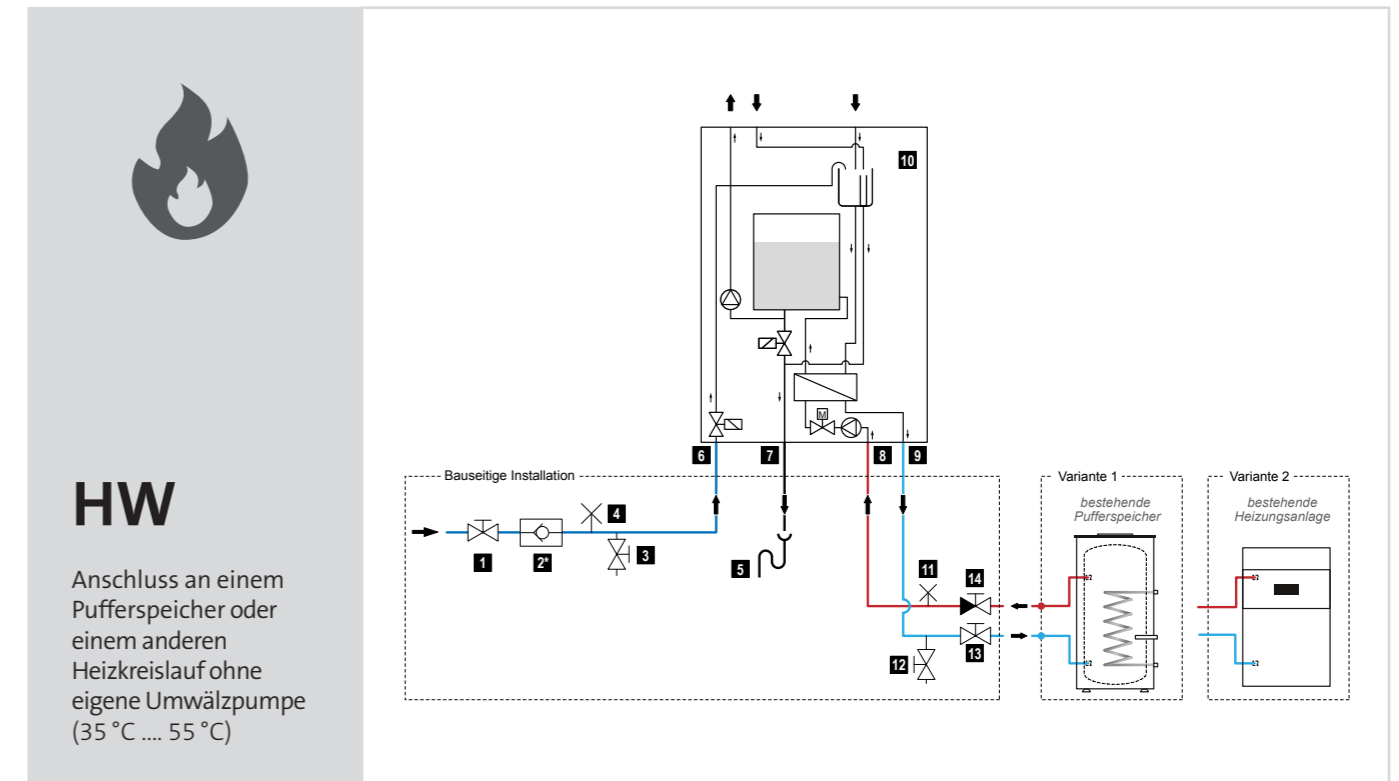 HW
Anschluss an einem
Pufferspeicher oder
einem anderen
Heizkreislauf ohne
eigene Umwälzpumpe
(35 °C .... 55 °C)
10
M
6
7
8
9
Bauseitige Installation
1
2*
4
3
5
11
14
13
12
Variante 1
bestehende
Pufferspeicher
Variante 2
bestehende
Heizungsanlage